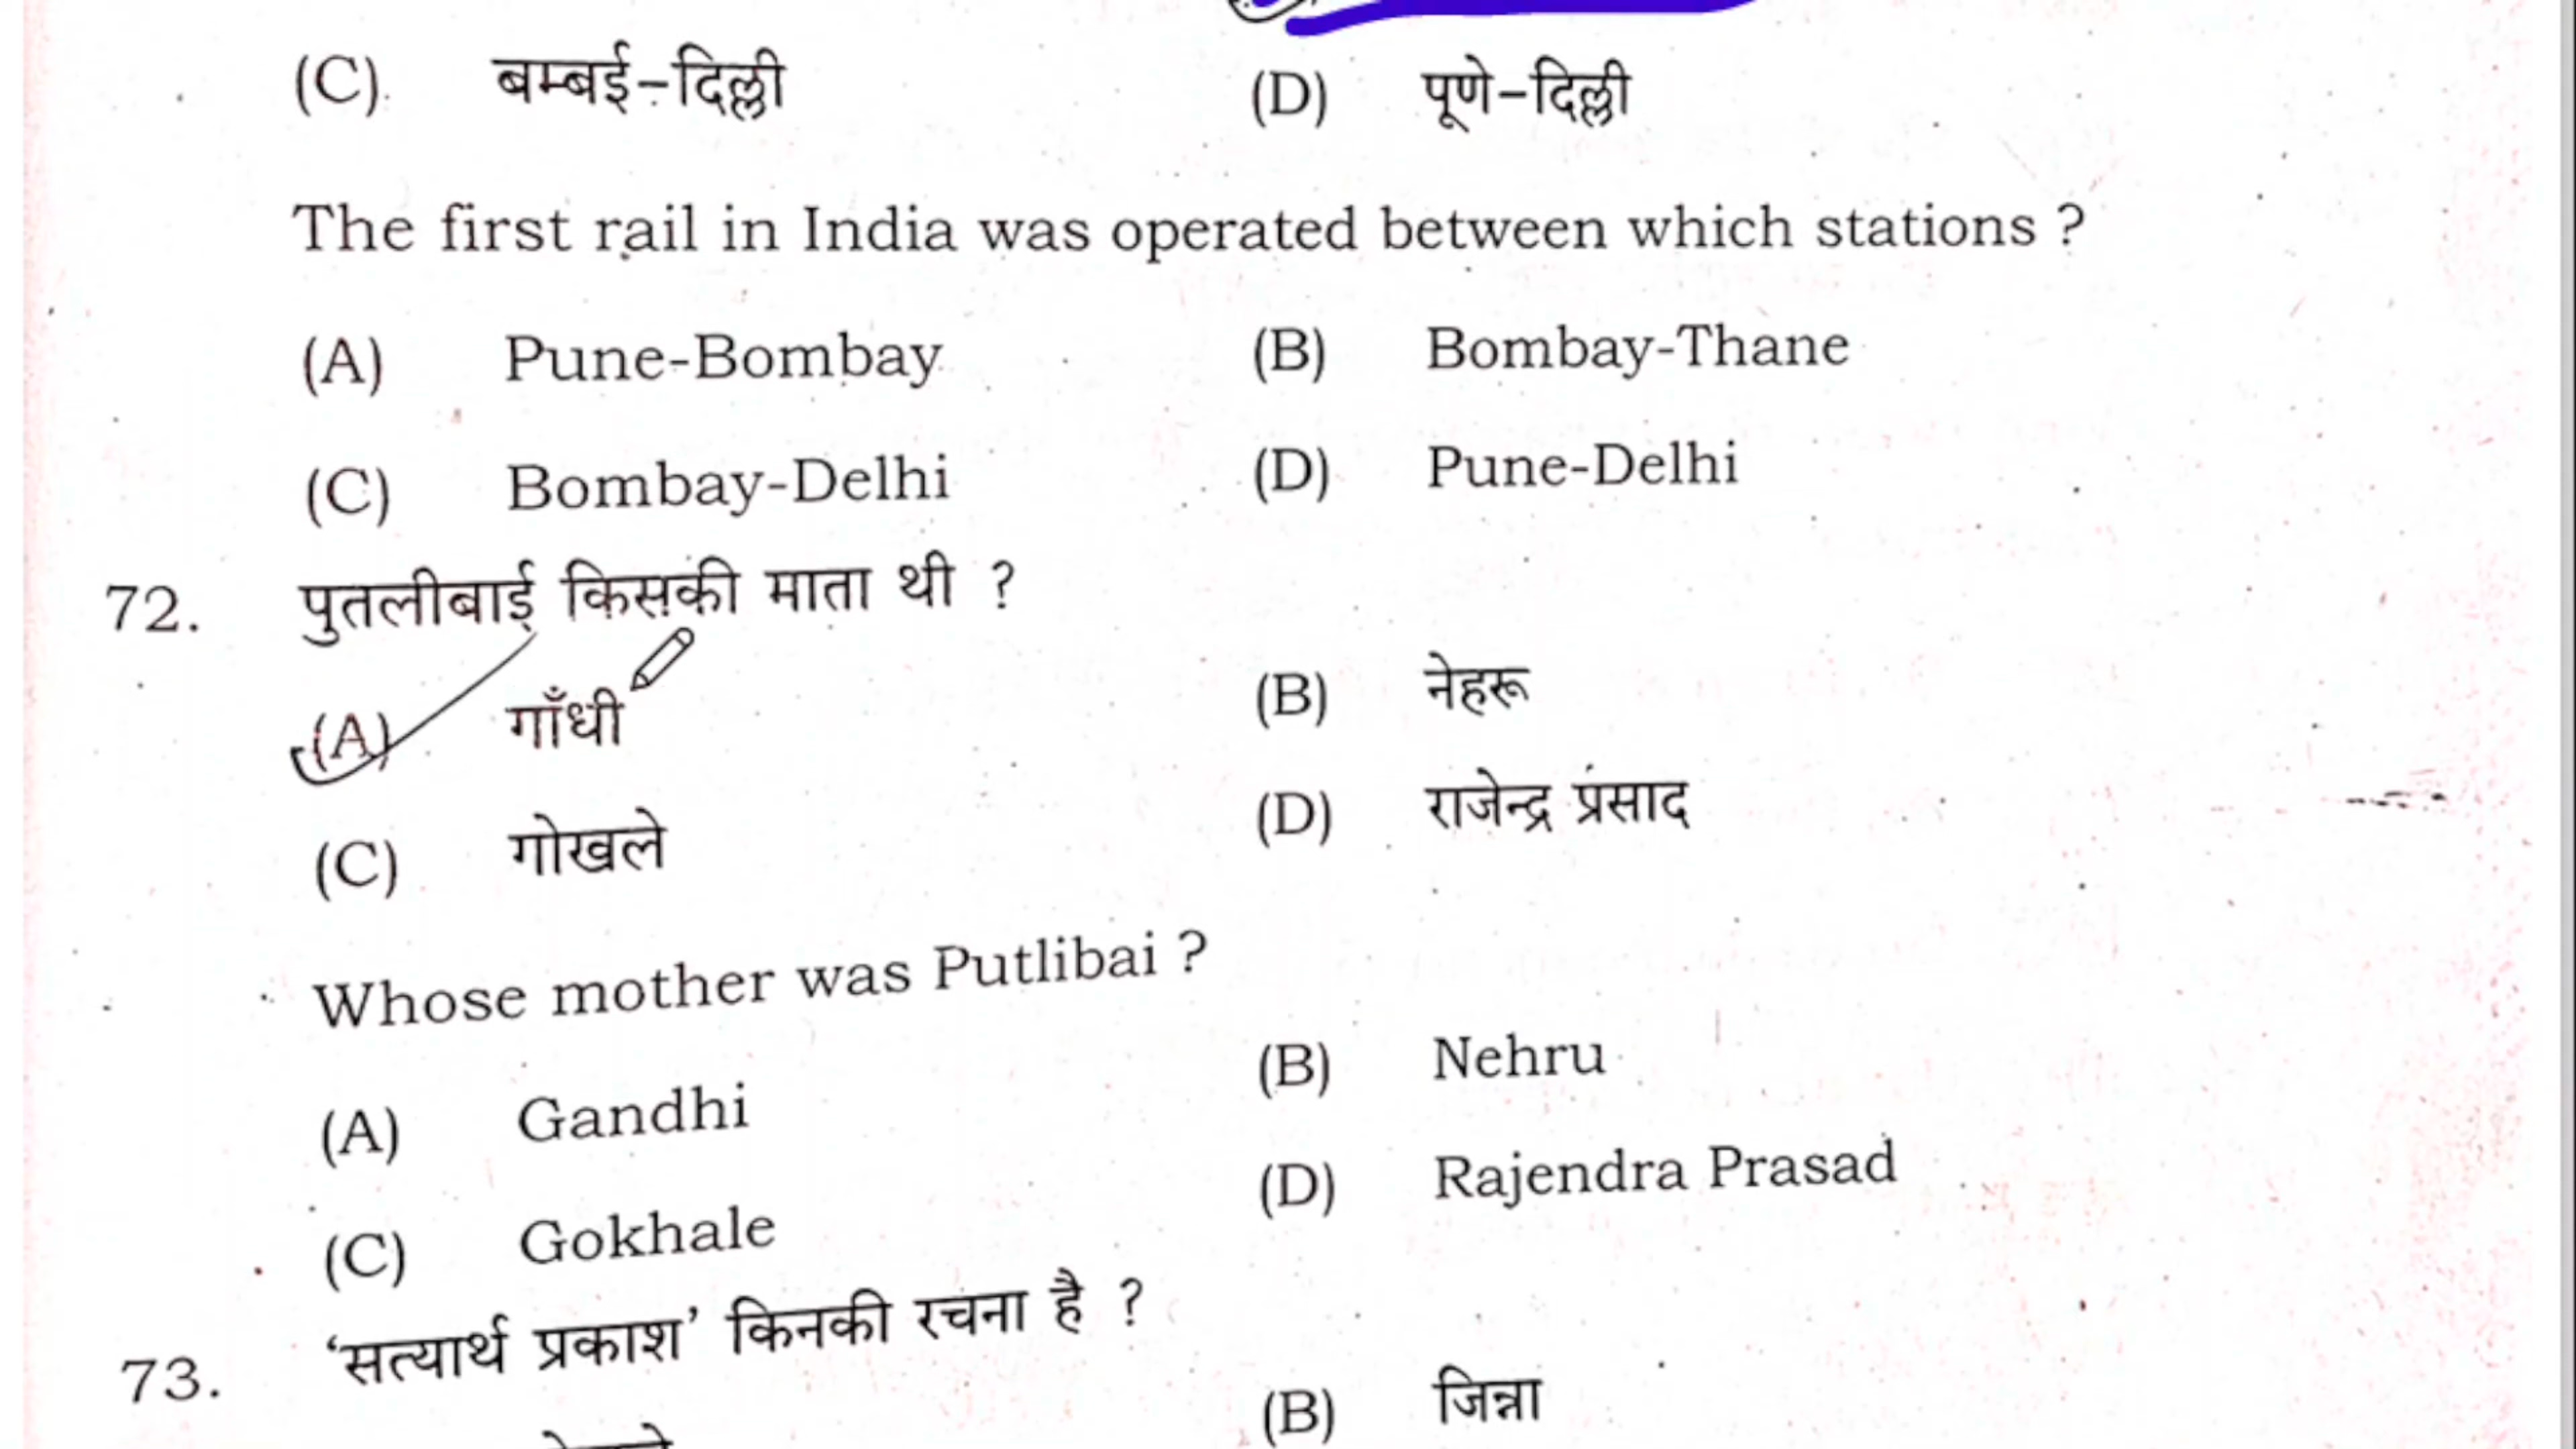 (C) बम्बई-दिल्ली (D) पूणे-दिल्ली
The first rail in India was operated between which stations ?
(A) Pune-Bombay (B) Bombay-Thane
(C) Bombay-Delhi (D) Pune-Delhi
72. पुतलीबाई किसकी माता थी ?
(A) गाँधी (B) नेहरू
(C) गोखले (D) राजेन्द्र प्रसाद
Whose mother was Putlibai ?
(A) Gandhi (B) Nehru
(C) Gokhale (D) Rajendra Prasad
73. ‘सत्यार्थ प्रकाश’ किनकी रचना है ?
(B) जिन्ना